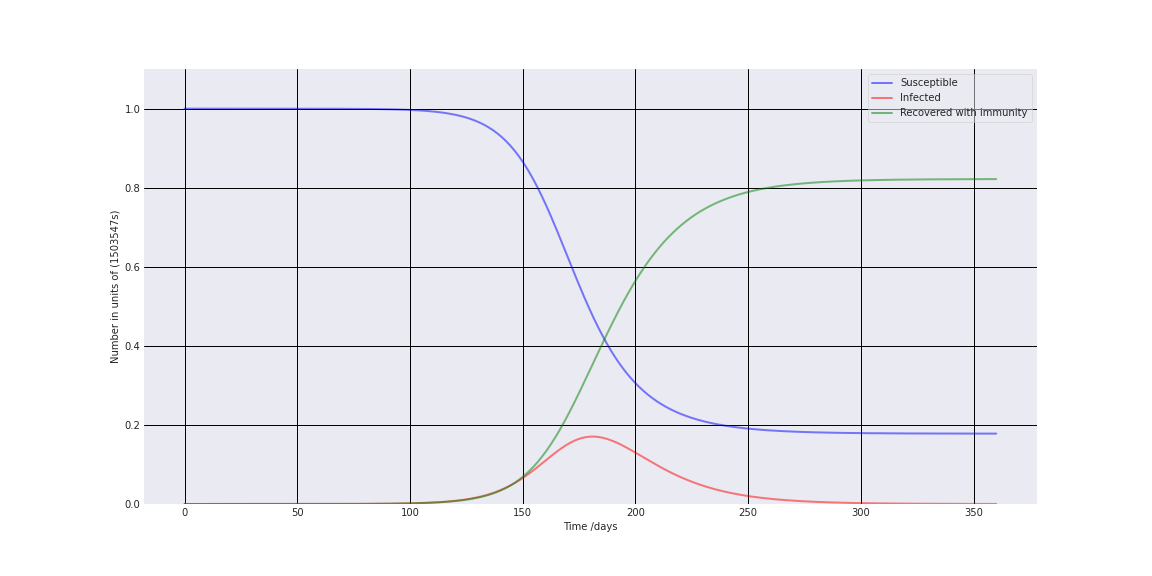 Susceptible
Infected
Recovered with immunity
1.0
0.8
0.6
0.4
0.2
0.0
Number in units of (1503547s)
0 50 100 150 200 250 300 350
Time /days